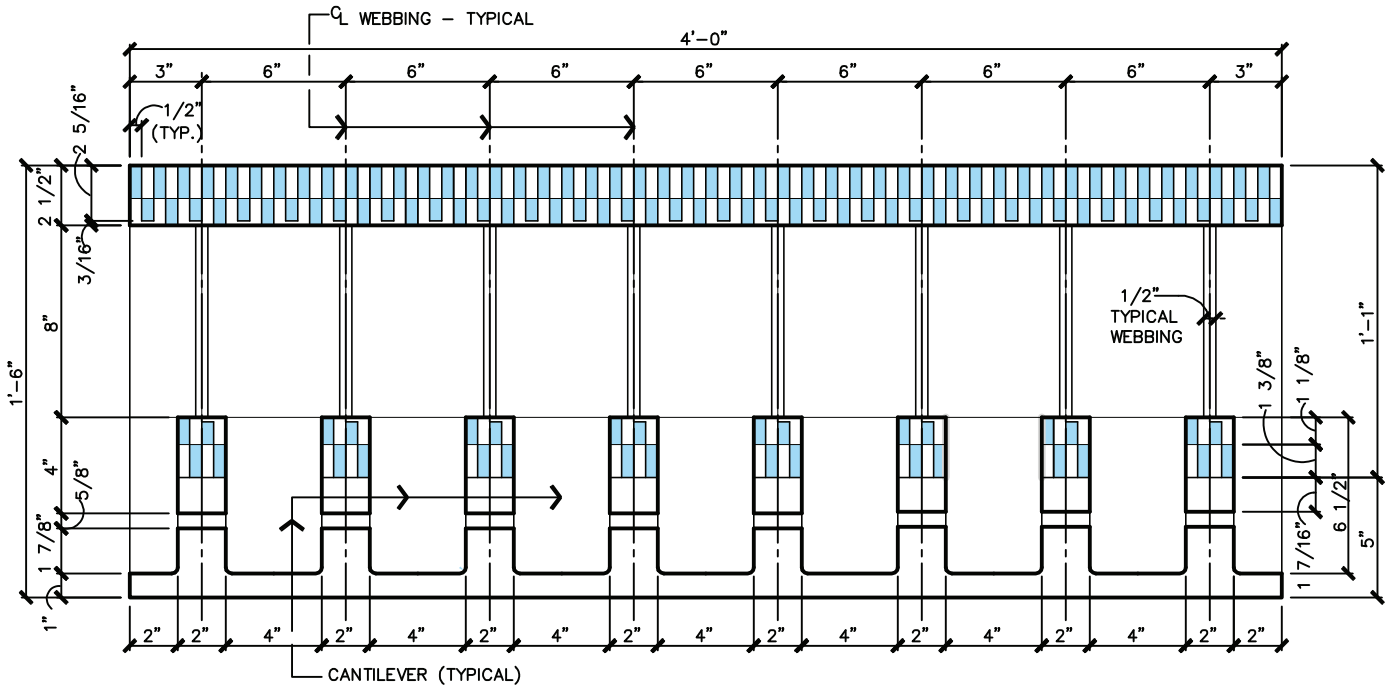 ℄ WEBBING – TYPICAL
4'–0"
3" 6" 6" 6" 6" 6" 6" 6" 3"
1/2"
(TYP.)
2 5/16"
2 1/2"
3/16"
8"
1'–6"
4"
5/8"
1 7/8"
1"
1/2"
TYPICAL
WEBBING
1'–1"
1 3/8"
1 1/8"
6 1/2"
1 7/16"
5"
2" 2" 4" 2" 4" 2" 4" 2" 4" 2" 4" 2" 4" 2" 4" 2" 2"
CANTILEVER (TYPICAL)